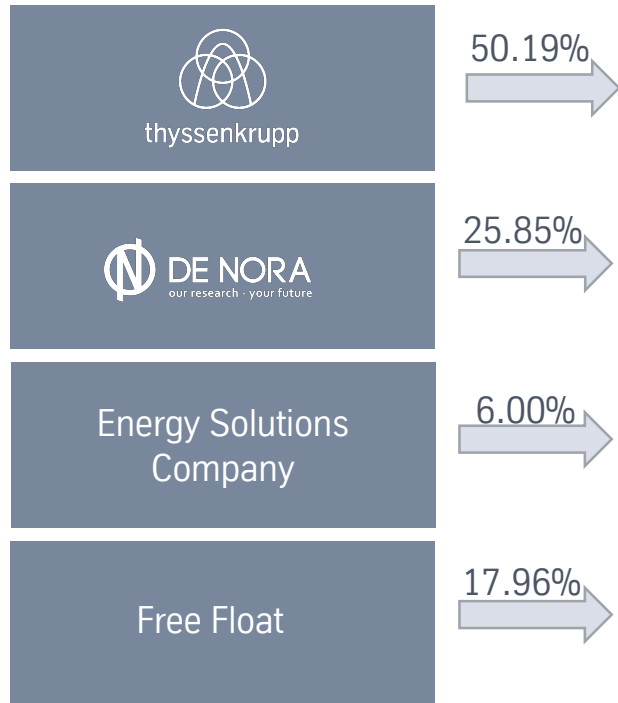 thyssenkrupp
50.19%
DE NORA
our research - your future
25.85%
Energy Solutions
Company
6.00%
Free Float
17.96%